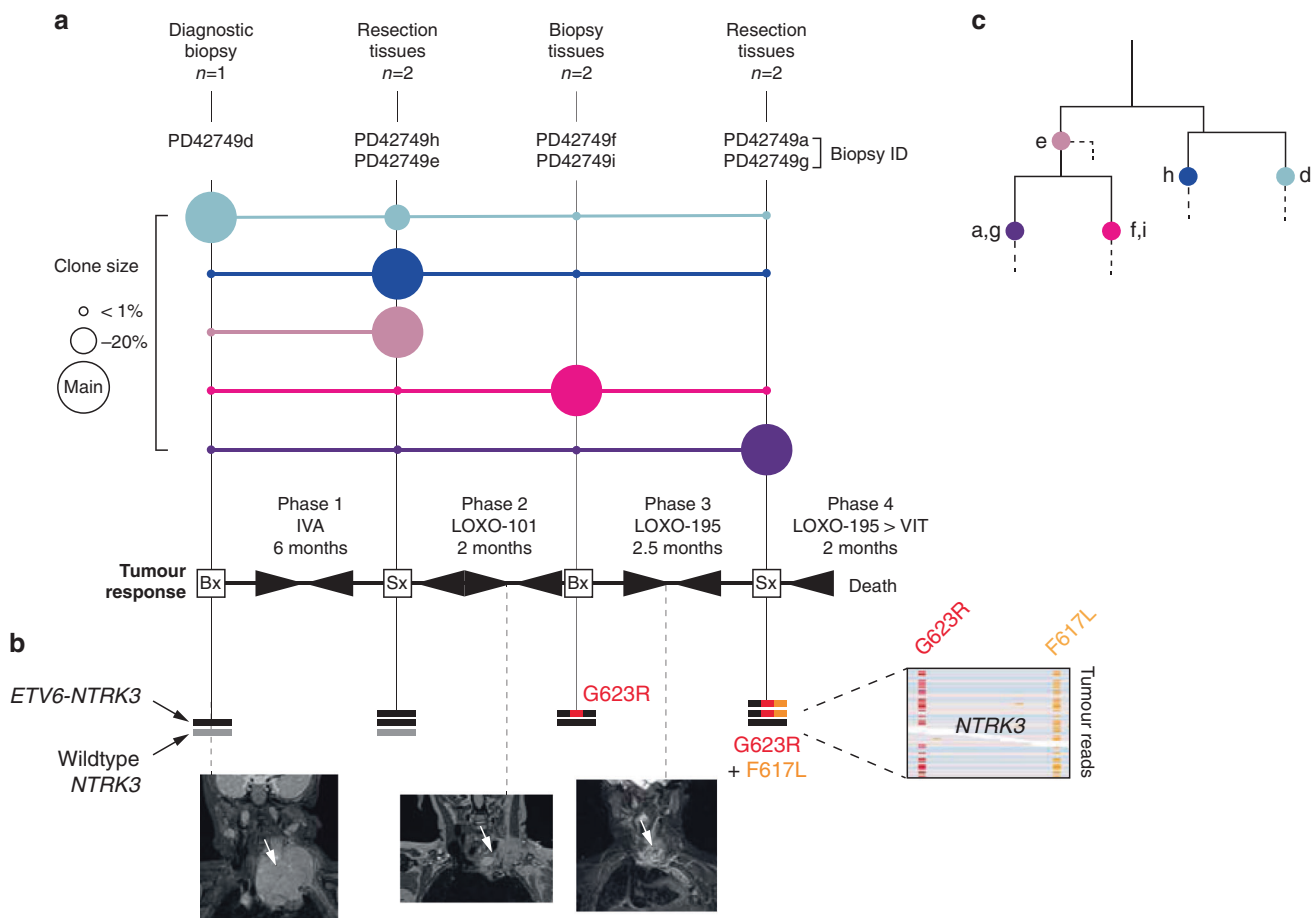 a
Diagnostic
biopsy
n=1
Resection
tissues
n=2
Biopsy
tissues
n=2
Resection
tissues
n=2
PD42749d
PD42749h
PD42749e
PD42749f
PD42749i
PD42749a
PD42749g
Biopsy ID
Clone size
< 1%
–20%
Main
Phase 1
IVA
6 months
Phase 2
LOXO-101
2 months
Phase 3
LOXO-195
2.5 months
Phase 4
LOXO-195 > VIT
2 months
Tumour
response
Bx
Sx
Bx
Sx
Death
b
ETV6-NTRK3
Wildtype
NTRK3
G623R
G623R
+ F617L
G623R
F617L
NTRK3
Tumour reads
c
e
h
d
a,g
f,i